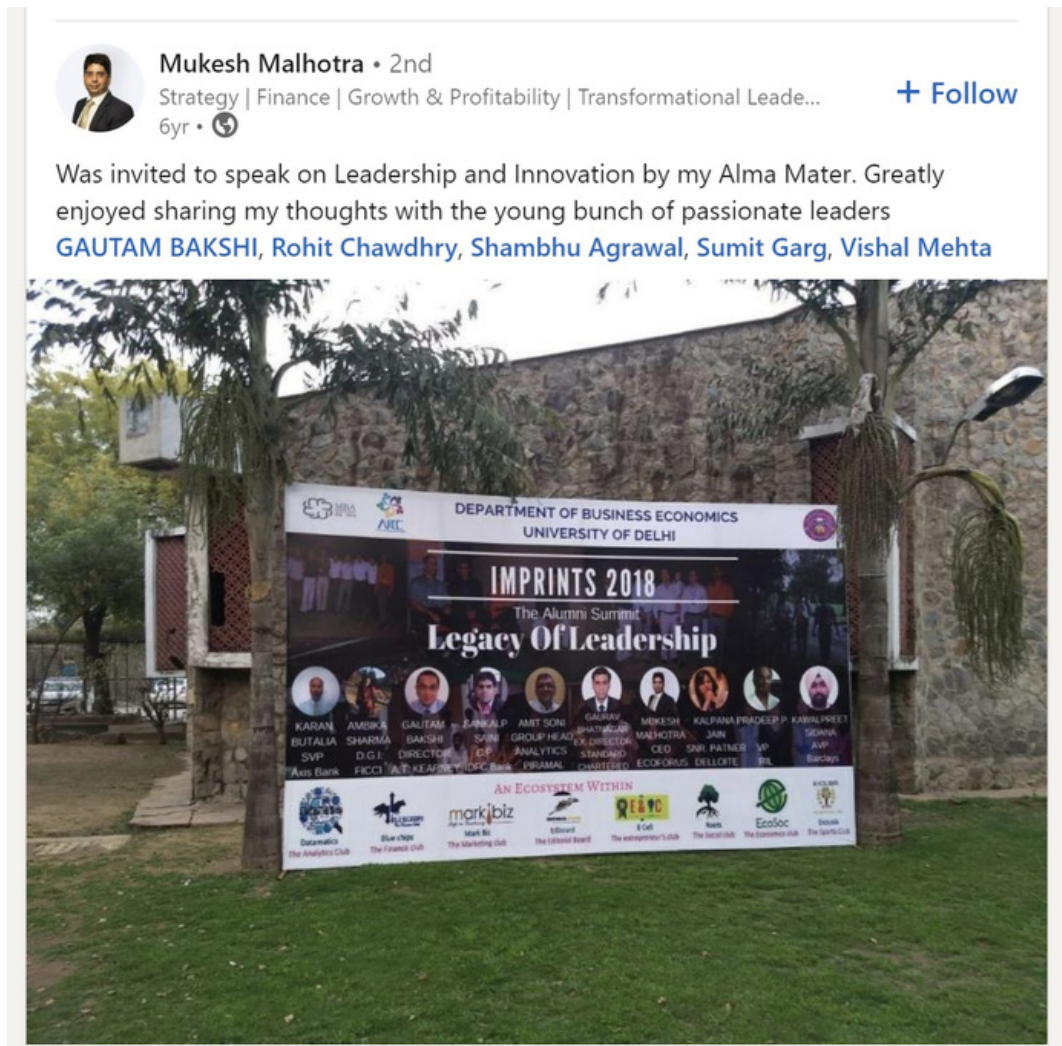 Mukesh Malhotra • 2nd
Strategy | Finance | Growth & Profitability | Transformational Leade...
+ Follow
6yr •
Was invited to speak on Leadership and Innovation by my Alma Mater. Greatly
enjoyed sharing my thoughts with the young bunch of passionate leaders
GAUTAM BAKSHI, Rohit Chawdhry, Shambhu Agrawal, Sumit Garg, Vishal Mehta
MBA
DEPARTMENT OF BUSINESS ECONOMICS
UNIVERSITY OF DELHI
IMPRINTS 2018
The Alumni Summit
Legacy Of Leadership
KARAN BUTALIA
SVP
Axis Bank
AMBIKA SHARMA
D.G.I.
FICCI
GAUTAM BAKSHI
DIRECTOR
A.T. KEARNEY
SANKALP SAINI
IDFC Bank
AMIT SONI
GROUP HEAD
ANALYTICS
PIRAMAL
GAURAV
BHATNAGAR
EX. DIRECTOR
STANDARD
CHARTERED
MUKESH
MALHOTRA
CEO
ECOFORUS
KALPANA
JAIN
SNR. PATNER
DELLOITE
PRADEEP P.
VP
RIL
KAWALPREET
SIDANA
AVP
Barclays
AN ECOSYSTEM WITHIN
Datamatics
The Analytics Club
Blue chips
The Finance club
markibiz
Mark Biz
The Marketing club
EdBoard
The Editorial Board
E&IC
E Cell
The entrepreneur's club
Roots
The Social club
EcoSoc
The Economics club
The Sports Club